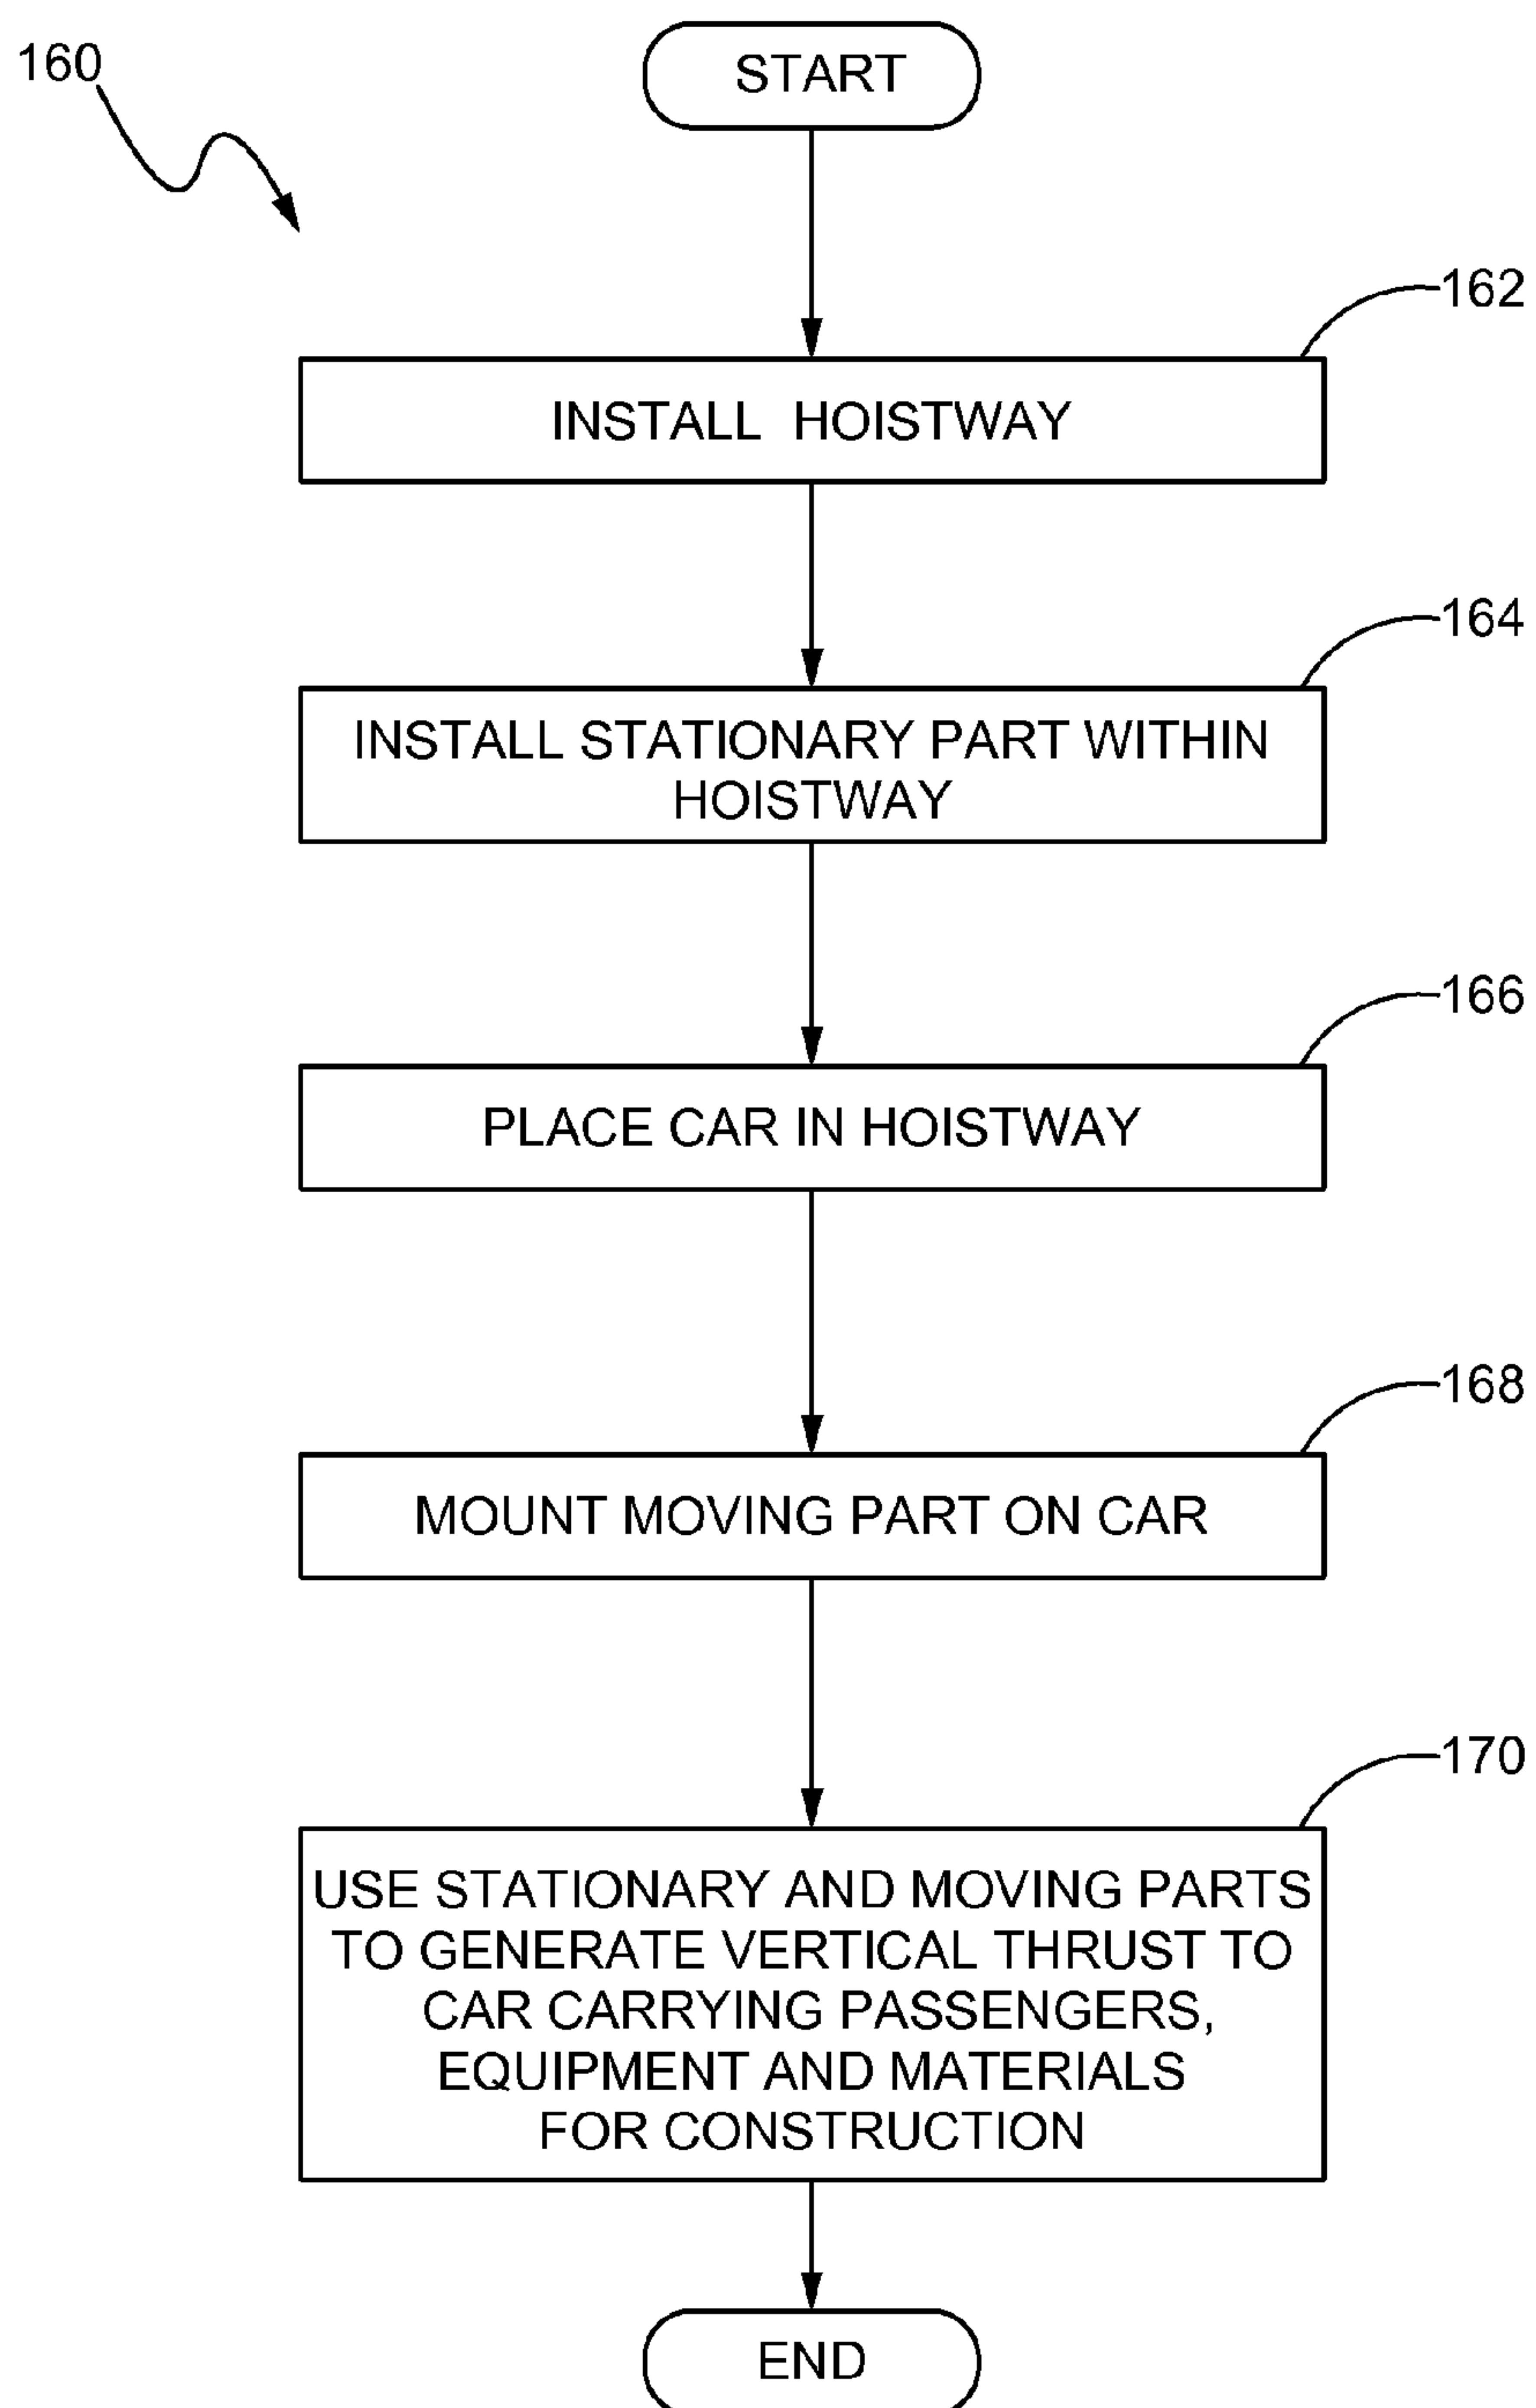 160
START
162
INSTALL HOISTWAY
164
INSTALL STATIONARY PART WITHIN
HOISTWAY
166
PLACE CAR IN HOISTWAY
168
MOUNT MOVING PART ON CAR
170
USE STATIONARY AND MOVING PARTS
TO GENERATE VERTICAL THRUST TO
CAR CARRYING PASSENGERS,
EQUIPMENT AND MATERIALS
FOR CONSTRUCTION
END